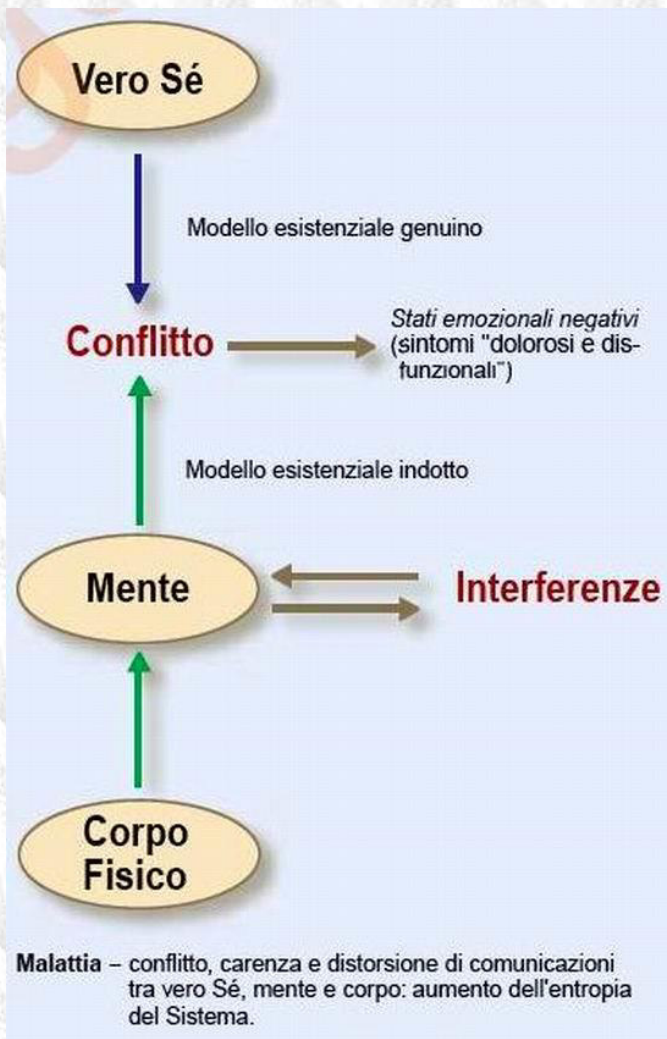 Vero Sé
Modello esistenziale genuino
Conflitto
Stati emozionali negativi
(sintomi "dolorosi e dis-
funzionali")
Modello esistenziale indotto
Mente
Interferenze
Corpo
Fisico
Malattia – conflitto, carenza e distorsione di comunicazioni
tra vero Sé, mente e corpo: aumento dell'entropia
del Sistema.